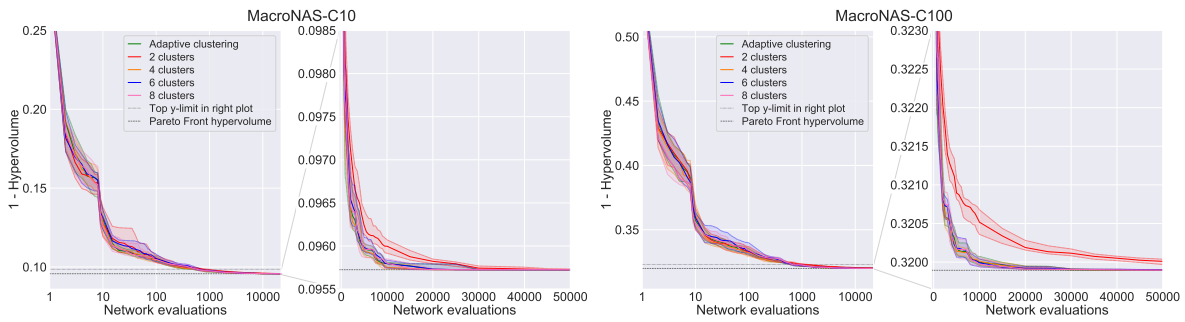 MacroNAS-C10
MacroNAS-C100
1 - Hypervolume
0.25
0.20
0.15
0.10
1
10
100
1000
10000
Network evaluations
Adaptive clustering
2 clusters
4 clusters
6 clusters
8 clusters
Top y-limit in right plot
Pareto Front hypervolume
0.0985
0.0980
0.0975
0.0970
0.0965
0.0960
0.0955
0
10000
20000
30000
40000
50000
Network evaluations
1 - Hypervolume
0.50
0.45
0.40
0.35
1
10
100
1000
10000
Network evaluations
Adaptive clustering
2 clusters
4 clusters
6 clusters
8 clusters
Top y-limit in right plot
Pareto Front hypervolume
0.3230
0.3225
0.3220
0.3215
0.3210
0.3205
0.3200
0
10000
20000
30000
40000
50000
Network evaluations